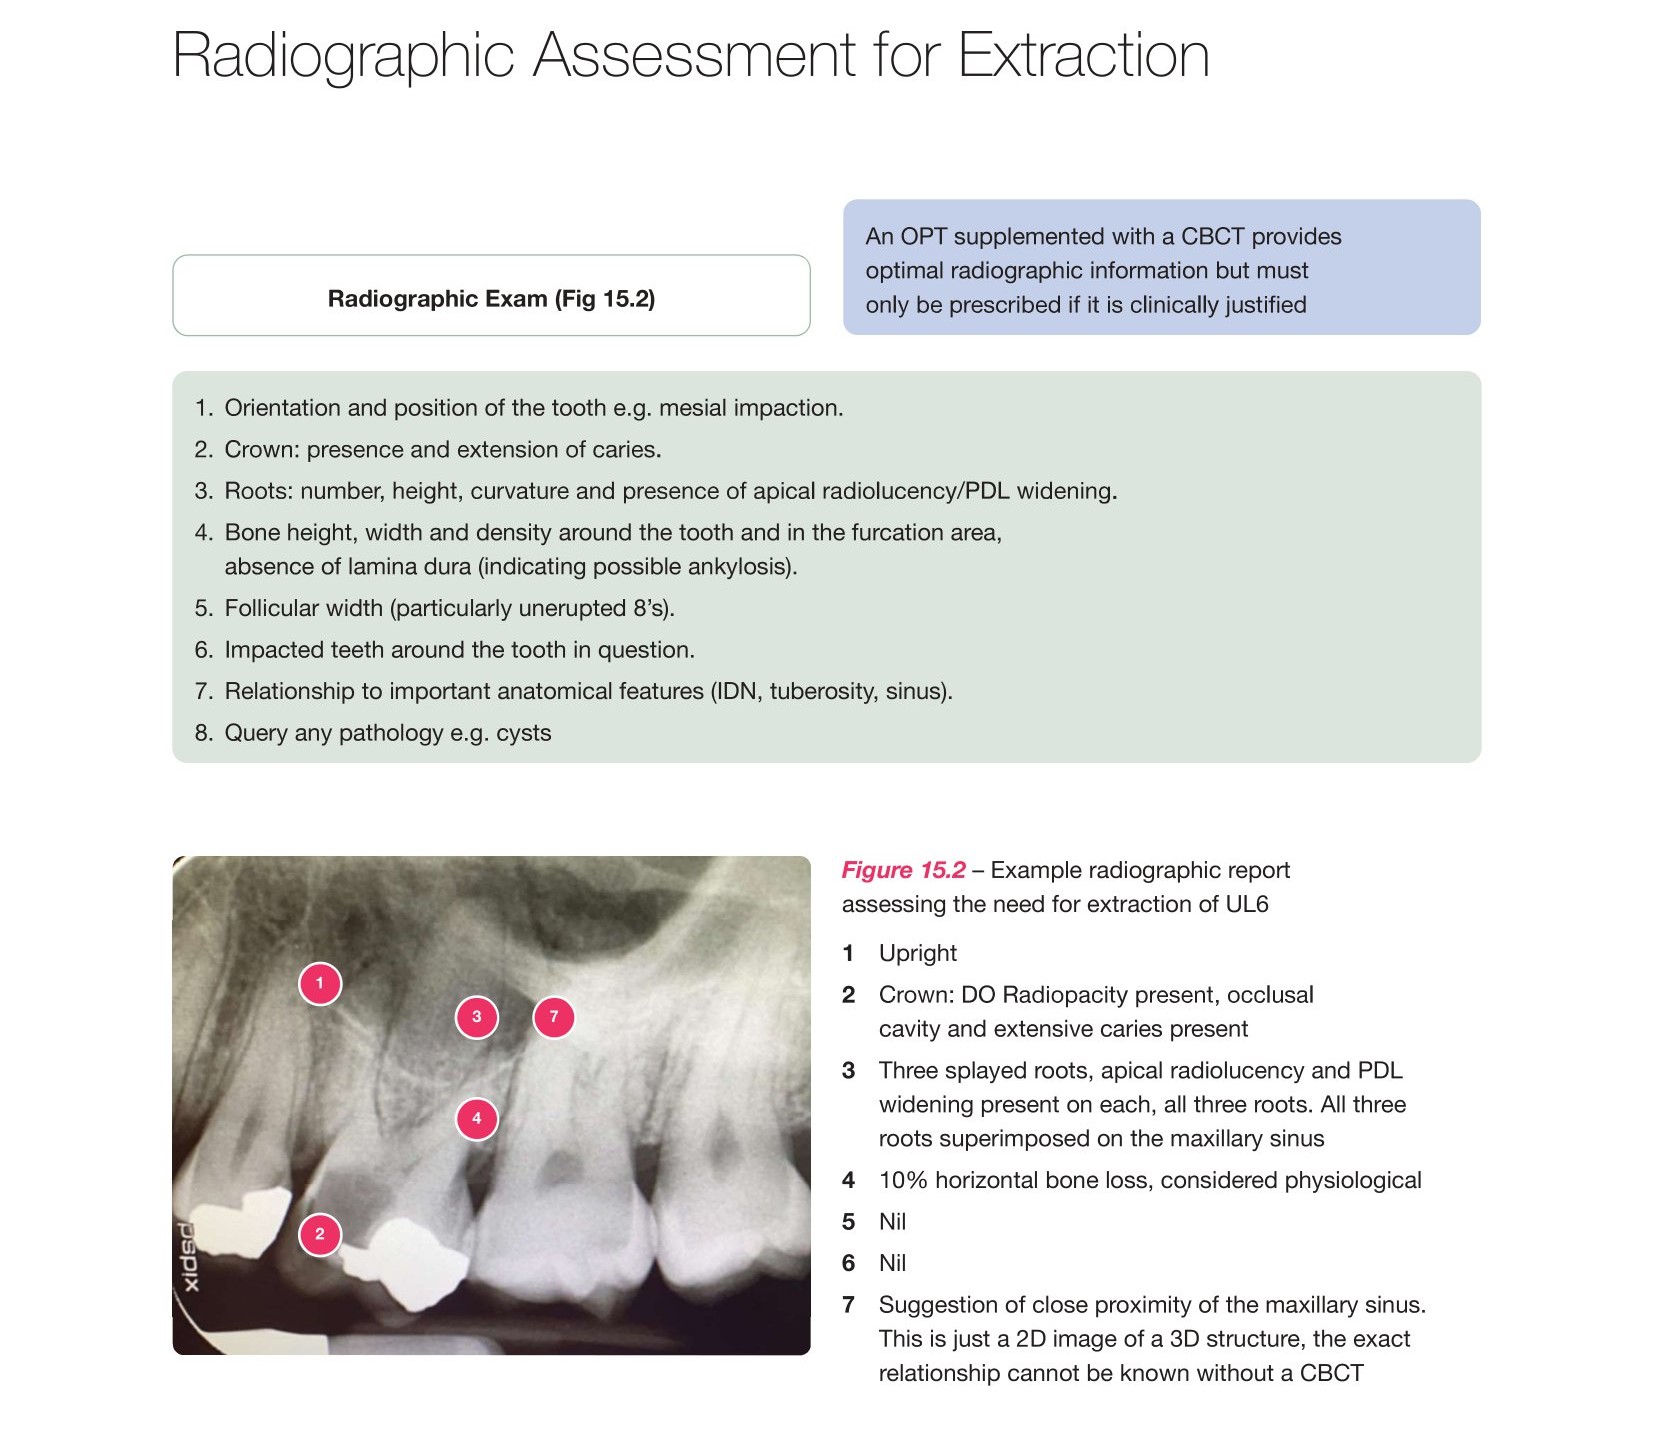 Radiographic Assessment for Extraction
Radiographic Exam (Fig 15.2)
An OPT supplemented with a CBCT provides
optimal radiographic information but must
only be prescribed if it is clinically justified
1. Orientation and position of the tooth e.g. mesial impaction.
2. Crown: presence and extension of caries.
3. Roots: number, height, curvature and presence of apical radiolucency/PDL widening.
4. Bone height, width and density around the tooth and in the furcation area,
absence of lamina dura (indicating possible ankylosis).
5. Follicular width (particularly unerupted 8’s).
6. Impacted teeth around the tooth in question.
7. Relationship to important anatomical features (IDN, tuberosity, sinus).
8. Query any pathology e.g. cysts
1
3
7
4
2
pspix
Figure 15.2 – Example radiographic report
assessing the need for extraction of UL6
1 Upright
2 Crown: DO Radiopacity present, occlusal
cavity and extensive caries present
3 Three splayed roots, apical radiolucency and PDL
widening present on each, all three roots. All three
roots superimposed on the maxillary sinus
4 10% horizontal bone loss, considered physiological
5 Nil
6 Nil
7 Suggestion of close proximity of the maxillary sinus.
This is just a 2D image of a 3D structure, the exact
relationship cannot be known without a CBCT